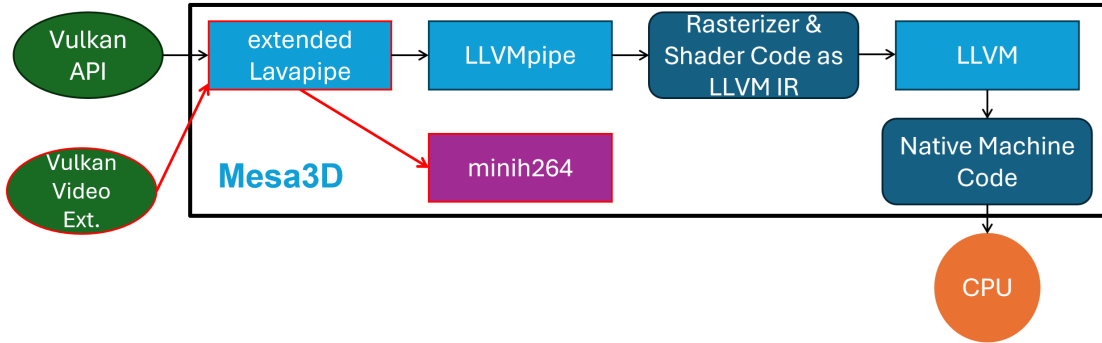 Vulkan
API
extended
Lavapipe
LLVMpipe
Rasterizer &
Shader Code as
LLVM IR
LLVM
Vulkan
Video
Ext.
Mesa3D
minih264
Native Machine
Code
CPU